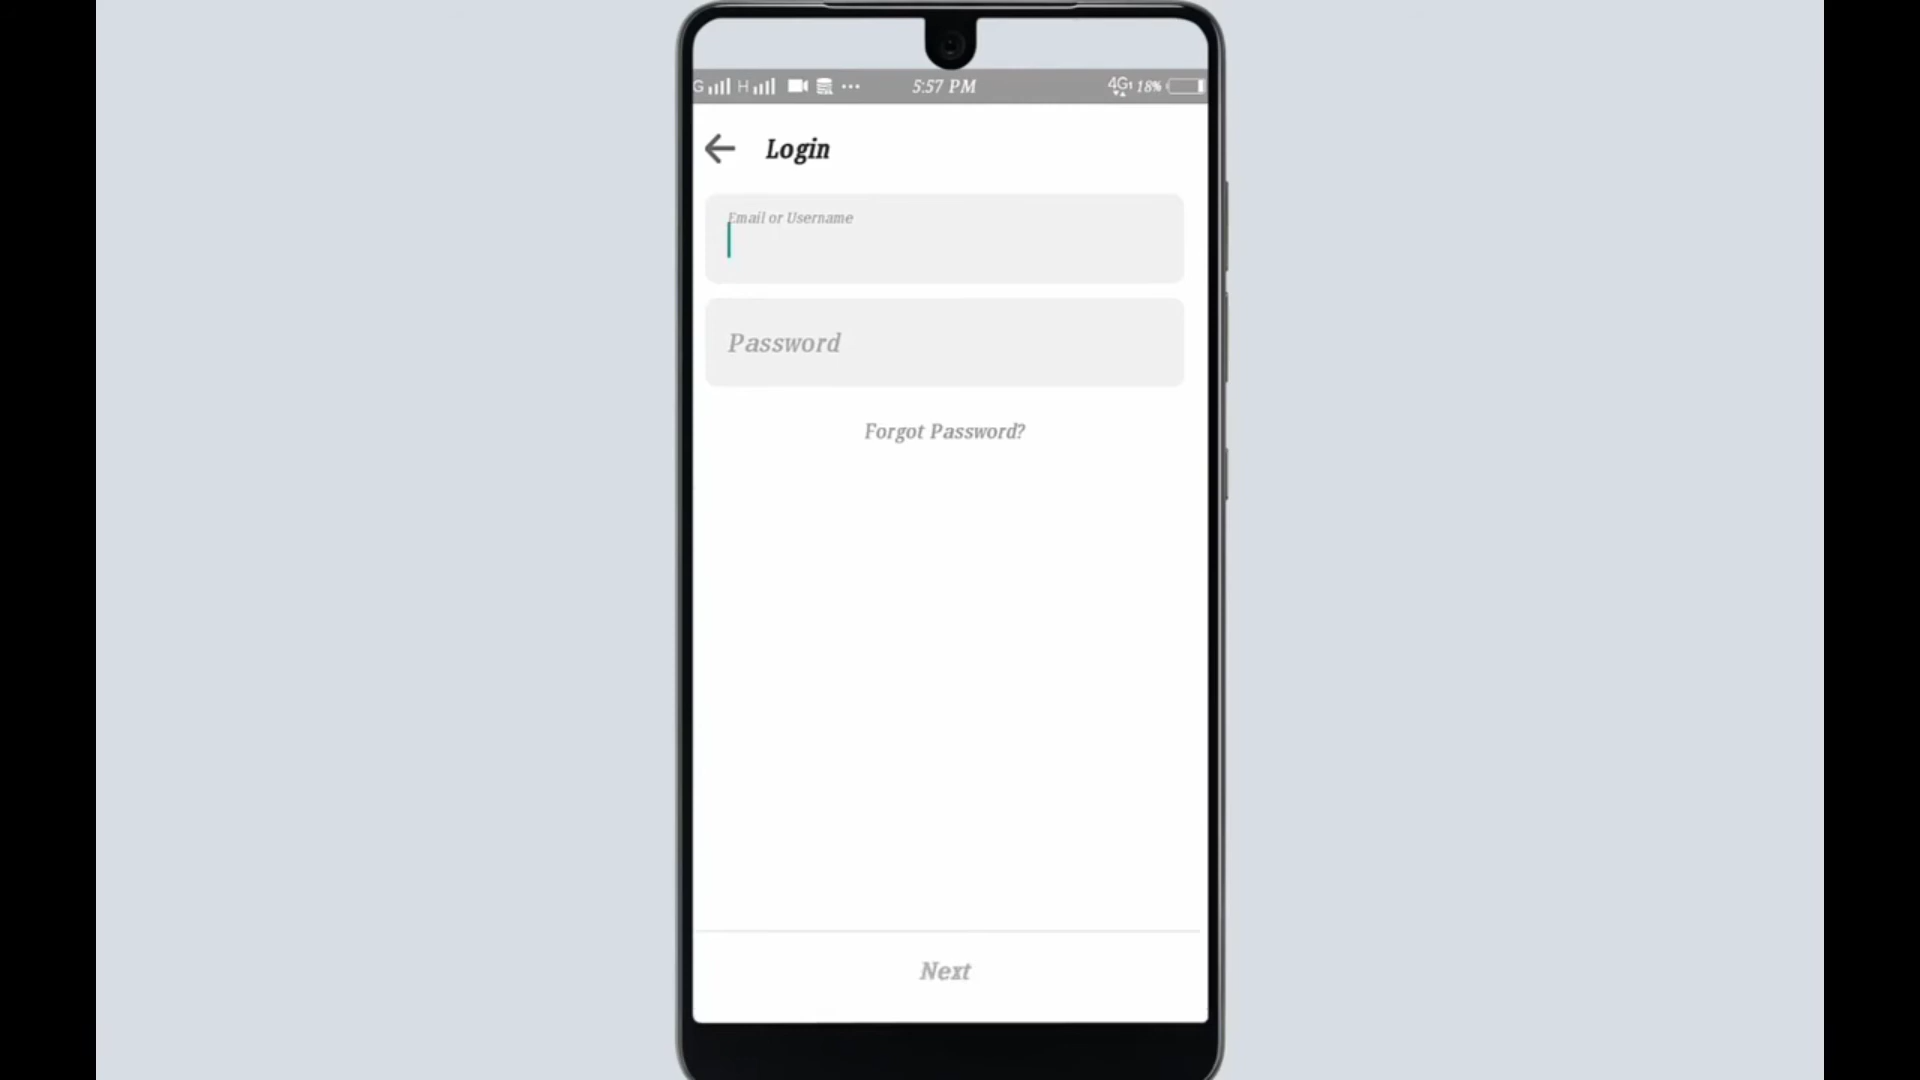 G H 5:57 PM 4G 18%
Login
Email or Username
Password
Forgot Password?
Next